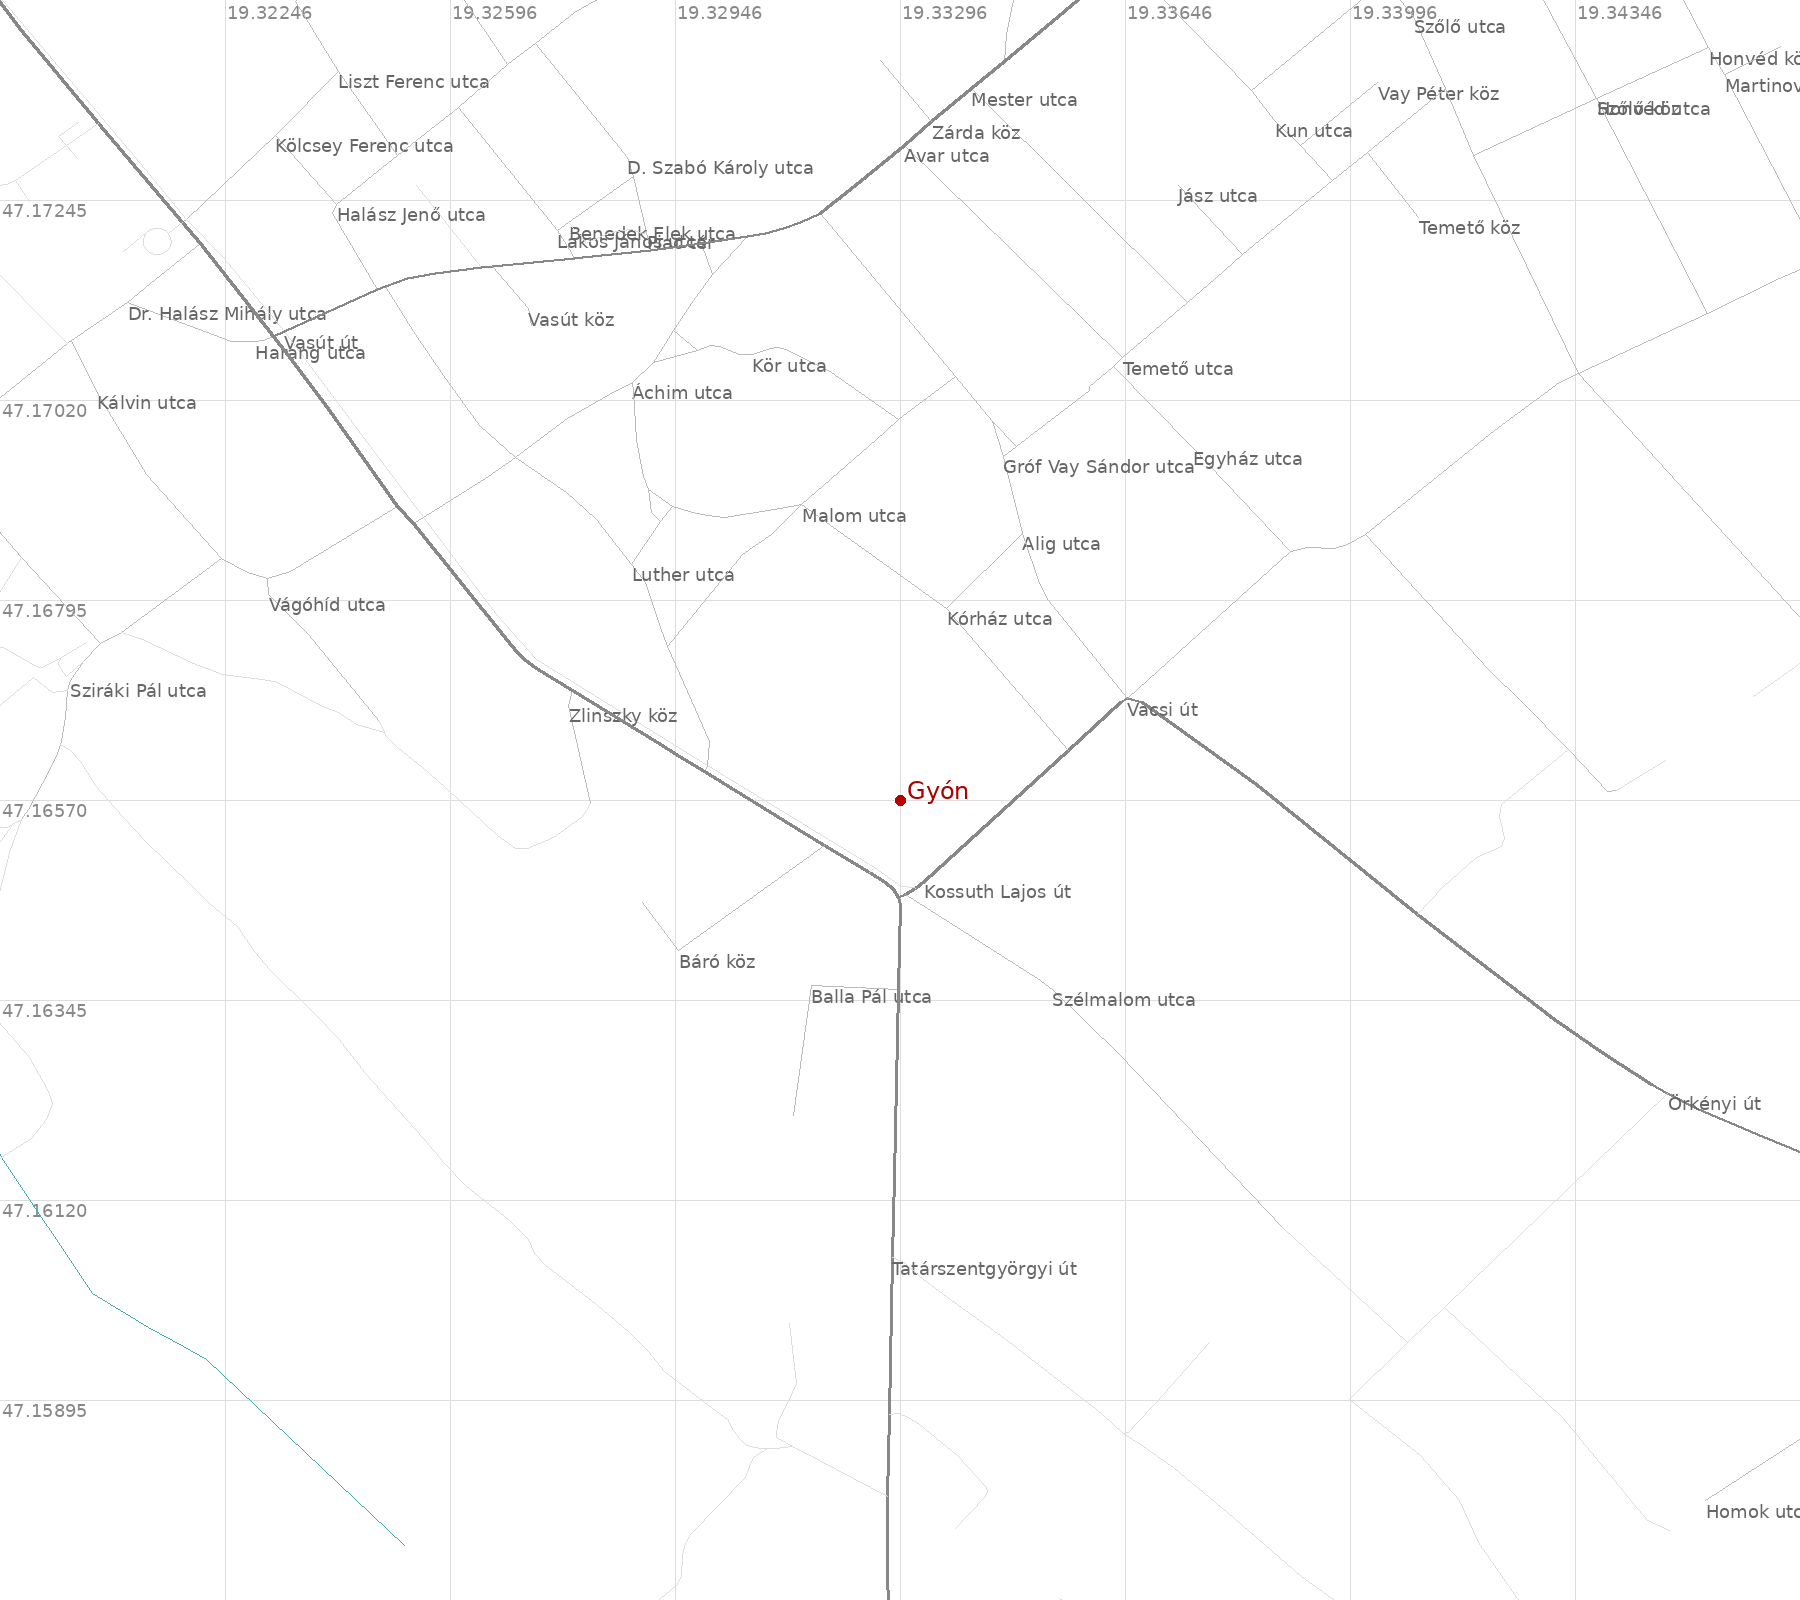 19.32246
19.32596
19.32946
19.33296
19.33646
19.33996
19.34346
Szőlő utca
Honvéd kö
Liszt Ferenc utca
Martinov
Vay Péter köz
Mester utca
Honvéd utca
Kun utca
Zárda köz
Kölcsey Ferenc utca
Avar utca
D. Szabó Károly utca
Jász utca
47.17245
Halász Jenő utca
Temető köz
Benedek Elek utca
Lakos János utca
Dr. Halász Mihály utca
Vasút köz
Vasút út
Harang utca
Kör utca
Temető utca
Áchim utca
Kálvin utca
47.17020
Egyház utca
Gróf Vay Sándor utca
Malom utca
Alig utca
Luther utca
Vágóhíd utca
47.16795
Kórház utca
Sziráki Pál utca
Vacsi út
Zlinszky köz
Gyón
47.16570
Kossuth Lajos út
Báró köz
Balla Pál utca
Szélmalom utca
47.16345
Örkényi út
47.16120
Tatárszentgyörgyi út
47.15895
Homok utc